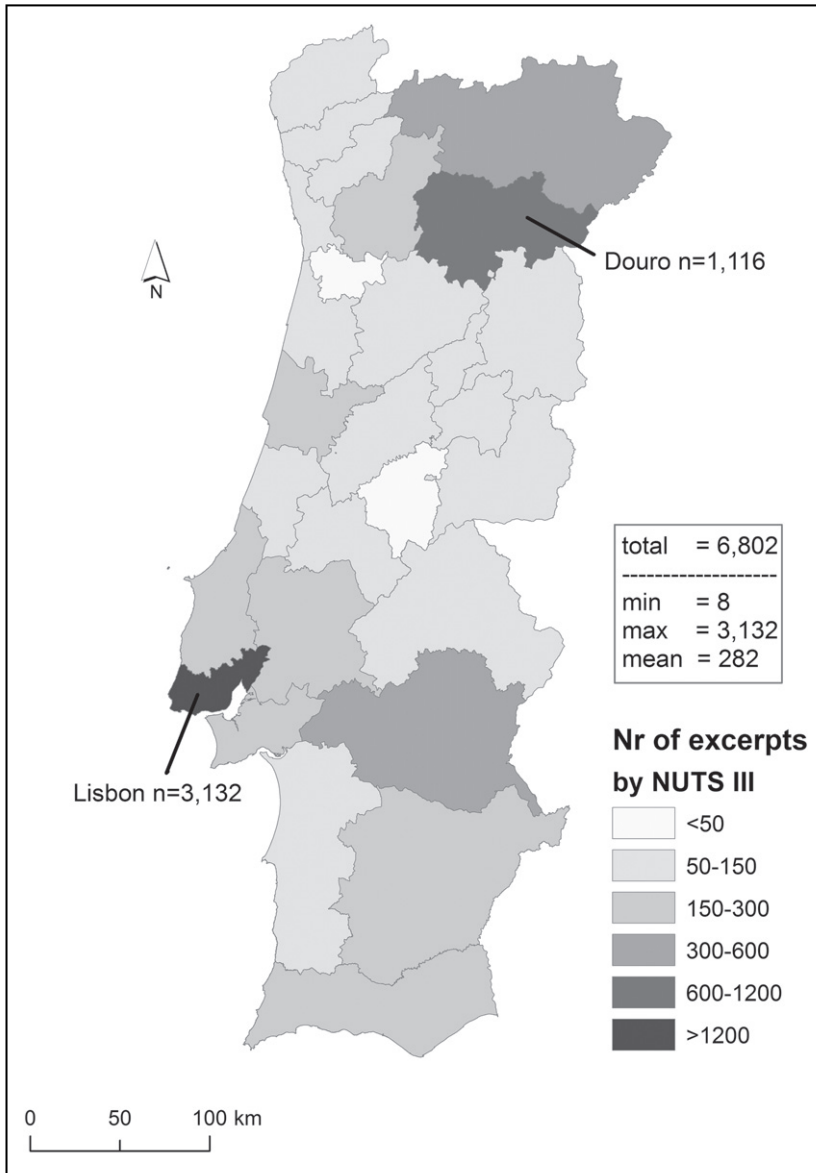 N
Douro n=1,116
total = 6,802
--------------------
min = 8
max = 3,132
mean = 282
Lisbon n=3,132
Nr of excerpts
by NUTS III
<50
50-150
150-300
300-600
600-1200
>1200
0 50 100 km